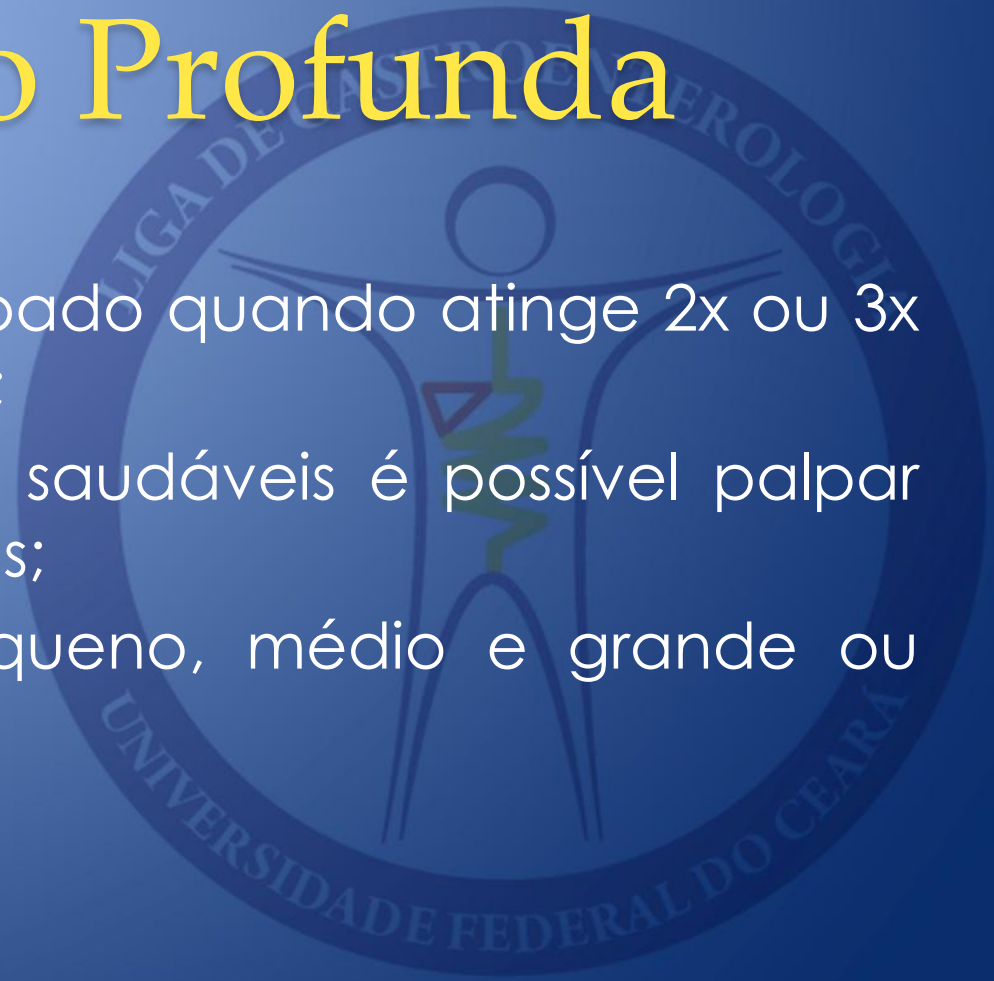 o Profunda
LIGA DE GASTROENTEROLOGIA
pado quando atinge 2x ou 3x
;
saudáveis é possível palpar
s;
queno, médio e grande ou
UNIVERSIDADE FEDERAL DO CEARÁ